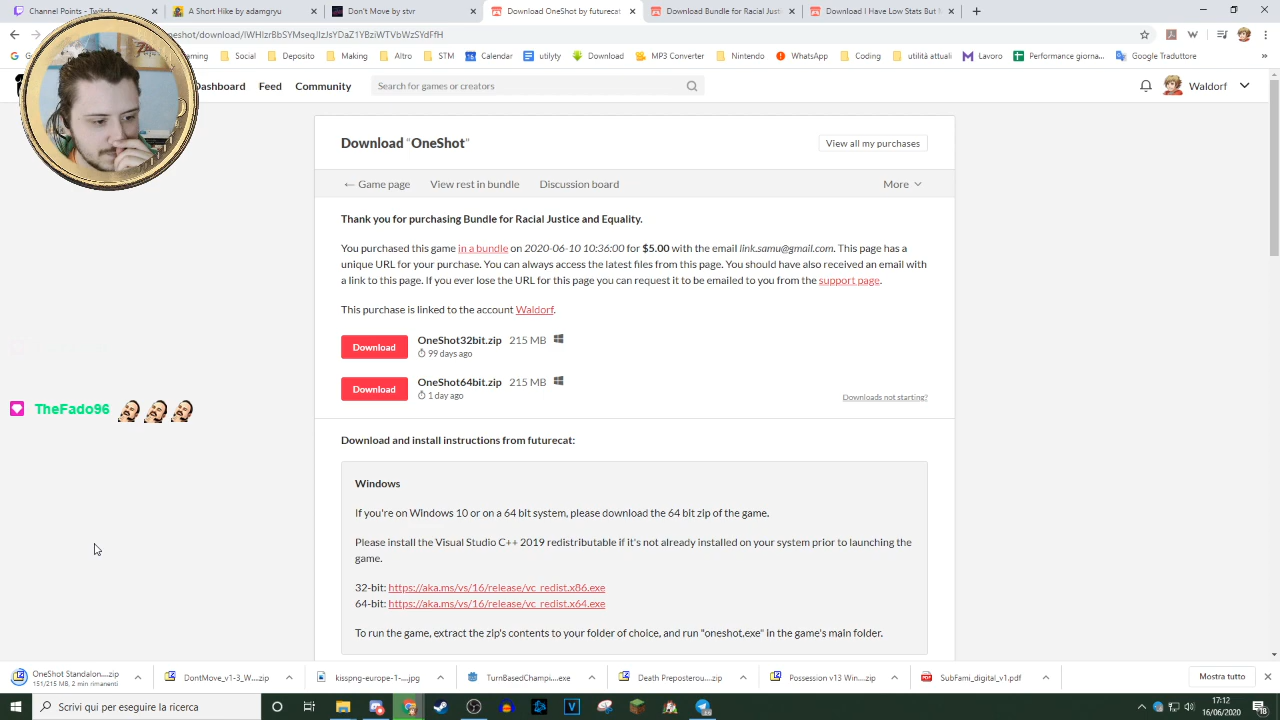 Channel Points - Twitch
A Short Hike by adamgryu
Don't Move by stvr
Download OneShot by futurecat
Download Bundle for Racial Just
Download I Have Low Stats But M
eshot/download/IWHIzrBbSYMseqJIzJsYDaZ1YBziWTVbWzSYdFfH
ming
Social
Deposito
Making
Altro
STM
Calendar
utilyty
Download
MP3 Converter
Nintendo
WhatsApp
Coding
utilità attuali
Lavoro
Performance giorna...
Google Traduttore
Dashboard
Feed
Community
Search for games or creators
Waldorf
Download "OneShot"
View all my purchases
← Game page
View rest in bundle
Discussion board
More
Thank you for purchasing Bundle for Racial Justice and Equality.
You purchased this game in a bundle on 2020-06-10 10:36:00 for $5.00 with the email link.samu@gmail.com. This page has a
unique URL for your purchase. You can always access the latest files from this page. You should have also received an email with
a link to this page. If you ever lose the URL for this page you can request it to be emailed to you from the support page.
This purchase is linked to the account Waldorf.
Download
OneShot32bit.zip 215 MB
99 days ago
Download
OneShot64bit.zip 215 MB
1 day ago
Downloads not starting?
TheFado96
Download and install instructions from futurecat:
Windows
If you're on Windows 10 or on a 64 bit system, please download the 64 bit zip of the game.
Please install the Visual Studio C++ 2019 redistributable if it's not already installed on your system prior to launching the
game.
32-bit: https://aka.ms/vs/16/release/vc_redist.x86.exe
64-bit: https://aka.ms/vs/16/release/vc_redist.x64.exe
To run the game, extract the zip's contents to your folder of choice, and run "oneshot.exe" in the game's main folder.
OneShot Standalon....zip
151/215 MB, 2 min rimanenti
DontMove_v1-3_W....zip
kisspng-europe-1-....jpg
TurnBasedChamps....exe
Death Preposterou....zip
Possession v13 Win....zip
SubFami_digital_v1.pdf
Mostra tutto
Scrivi qui per eseguire la ricerca
17:12
16/06/2020
18